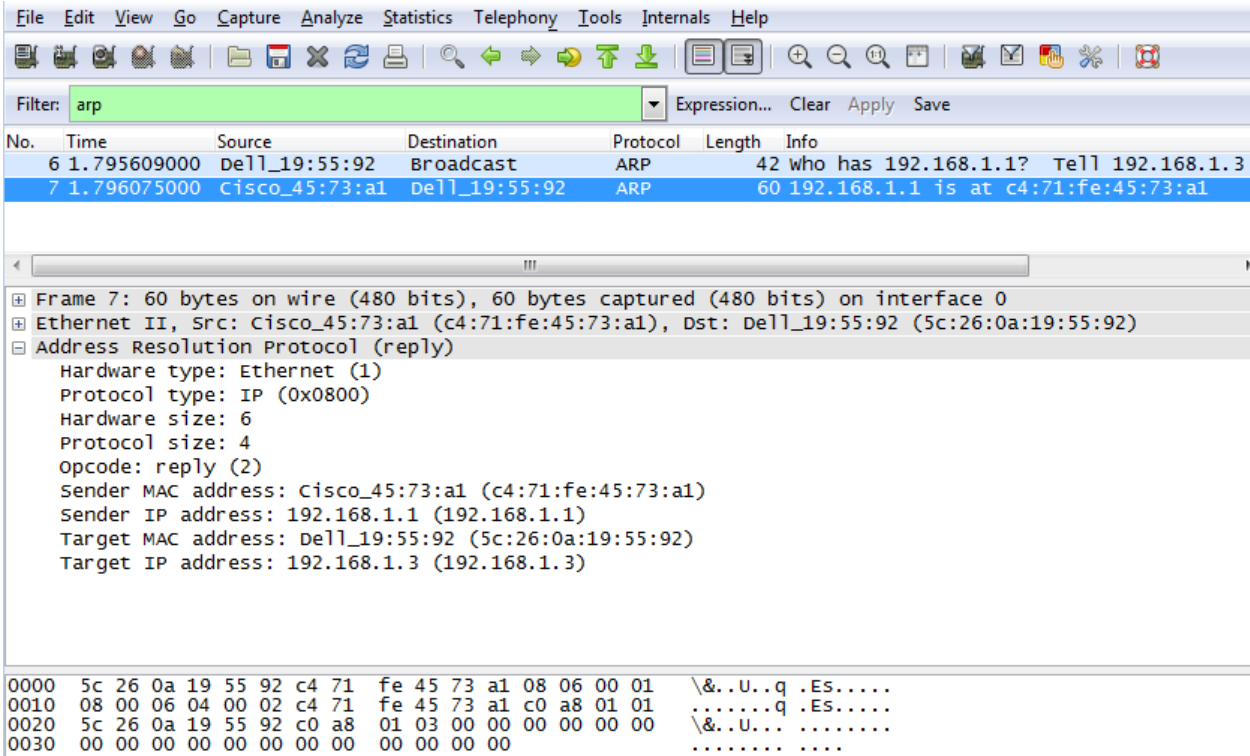 File Edit View Go Capture Analyze Statistics Telephony Tools Internals Help
Filter: arp Expression... Clear Apply Save
No. Time Source Destination Protocol Length Info
6 1.795609000 Dell_19:55:92 Broadcast ARP 42 Who has 192.168.1.1? Tell 192.168.1.3
7 1.796075000 Cisco_45:73:a1 Dell_19:55:92 ARP 60 192.168.1.1 is at c4:71:fe:45:73:a1
Frame 7: 60 bytes on wire (480 bits), 60 bytes captured (480 bits) on interface 0
Ethernet II, Src: Cisco_45:73:a1 (c4:71:fe:45:73:a1), Dst: Dell_19:55:92 (5c:26:0a:19:55:92)
Address Resolution Protocol (reply)
Hardware type: Ethernet (1)
Protocol type: IP (0x0800)
Hardware size: 6
Protocol size: 4
Opcode: reply (2)
Sender MAC address: Cisco_45:73:a1 (c4:71:fe:45:73:a1)
Sender IP address: 192.168.1.1 (192.168.1.1)
Target MAC address: Dell_19:55:92 (5c:26:0a:19:55:92)
Target IP address: 192.168.1.3 (192.168.1.3)
0000 5c 26 0a 19 55 92 c4 71 fe 45 73 a1 08 06 00 01 \&..U..q .Es.....
0010 08 00 06 04 00 02 c4 71 fe 45 73 a1 c0 a8 01 01 .......q .Es.....
0020 5c 26 0a 19 55 92 c0 a8 01 03 00 00 00 00 00 00 \&..U... ........
0030 00 00 00 00 00 00 00 00 00 00 00 00 ........ ....